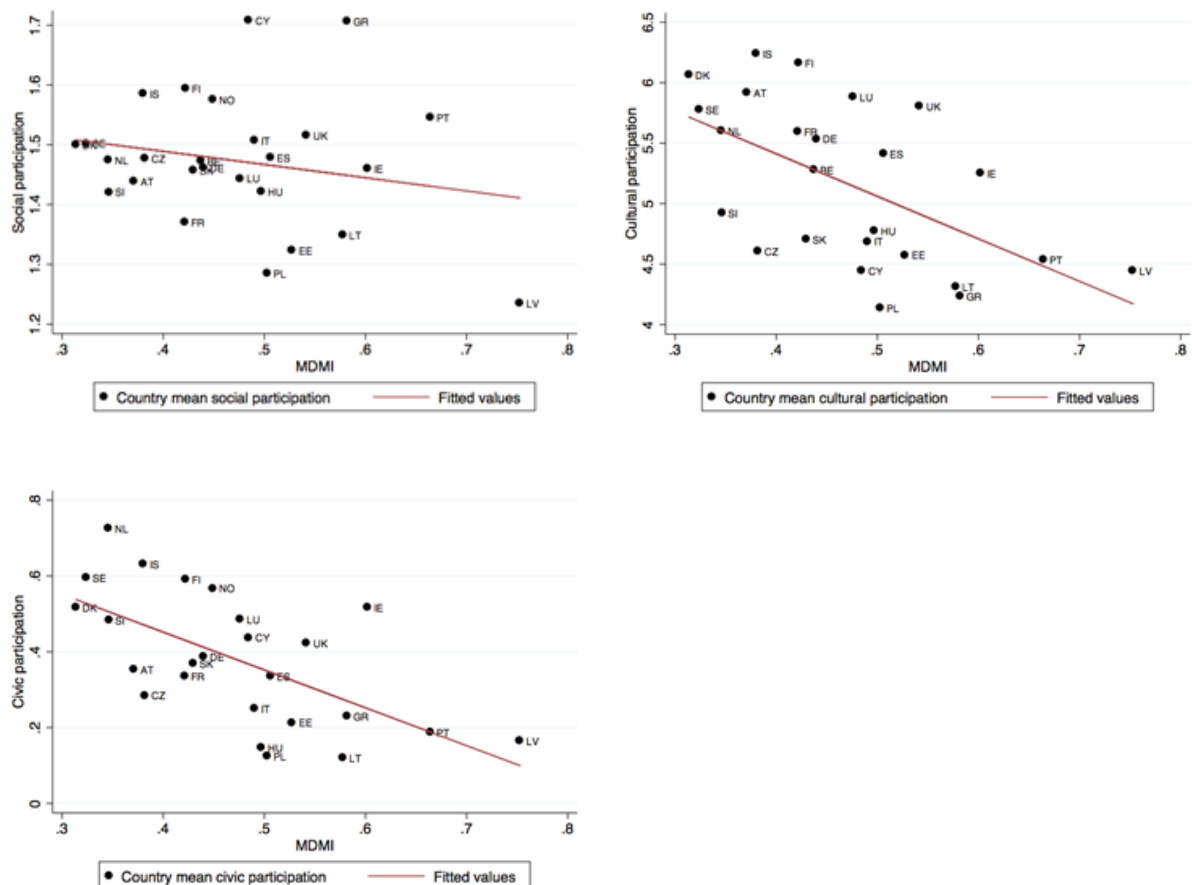 Social participation
1.2 1.3 1.4 1.5 1.6 1.7
CY GR
FI
IS NO
PT
UK
IT
SE
NL CZ BE ES IE
SK DE
AT LU
SI HU
FR
LT
EE
PL
LV
.3 .4 .5 .6 .7 .8
MDMI
Country mean social participation Fitted values
Cultural participation
4 4.5 5 5.5 6 6.5
IS
FI
DK
AT LU
SE UK
NL FR DE
ES
BE IE
SI
HU
SK IT
CZ EE
PT
CY LV
LT
GR
PL
.3 .4 .5 .6 .7 .8
MDMI
Country mean cultural participation Fitted values
Civic participation
0 .2 .4 .6 .8
NL
IS
SE FI
NO
DK IE
SI LU
CY
UK
DE
SK
AT
FR ES
CZ
IT
GR
EE
PT
LV
HU
PL LT
.3 .4 .5 .6 .7 .8
MDMI
Country mean civic participation Fitted values